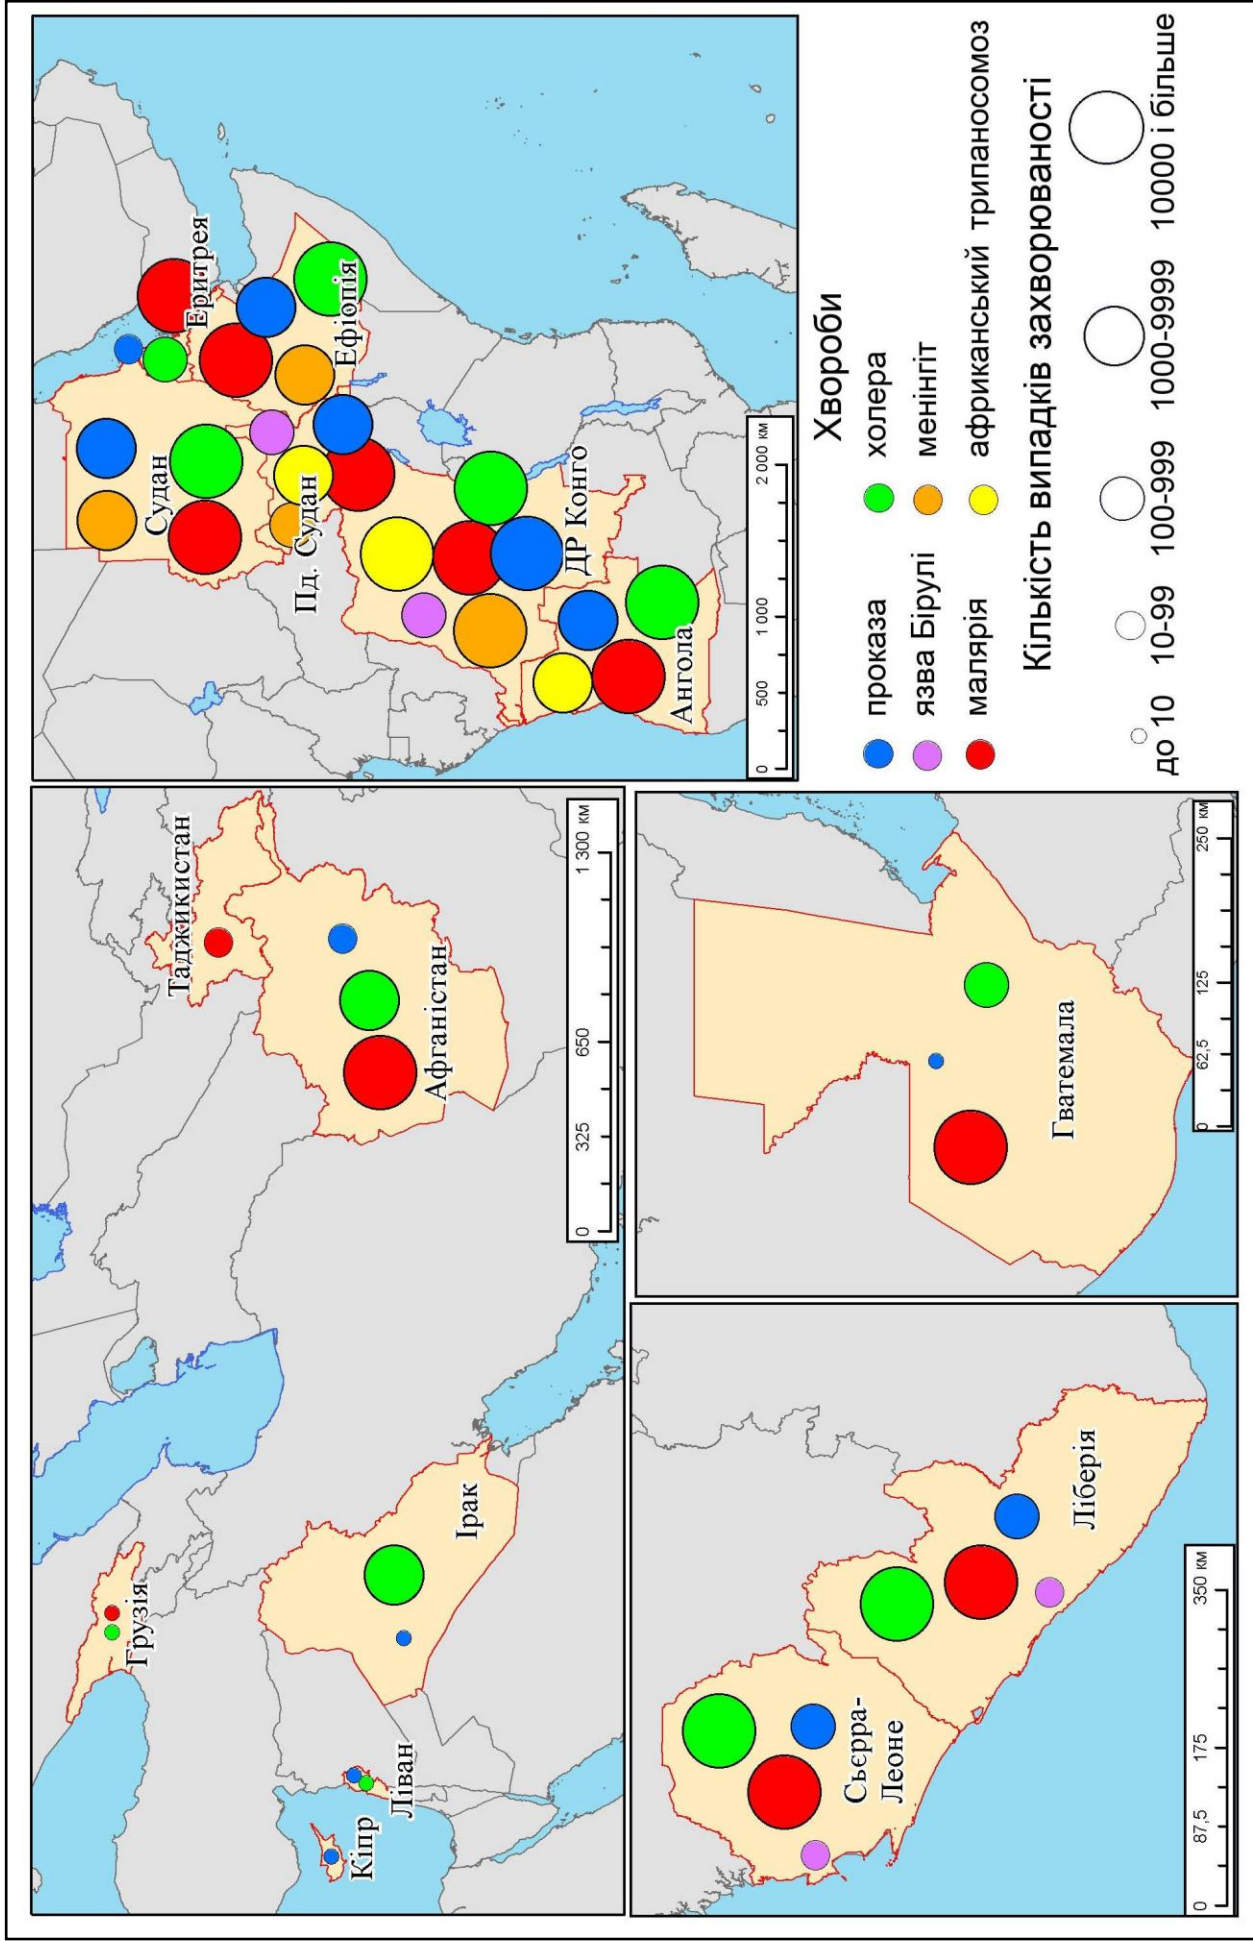 Грузія
Таджикистан
Кіпр
Ліван
Ірак
Афганістан
0 325 650 1 300 км
Судан
Еритрея
Пд. Судан
Ефіопія
ДР Конго
Ангола
0 500 1 000 2 000 км
Сьєрра-
Леоне
Ліберія
0 87,5 175 350 км
Гватемала
0 62,5 125 250 км
Хвороби
проказа холера
язва Бірулі менінгіт
малярія африканський трипаносомоз
Кількість випадків захворюваності
до 10 10-99 100-999 1000-9999 10000 і більше